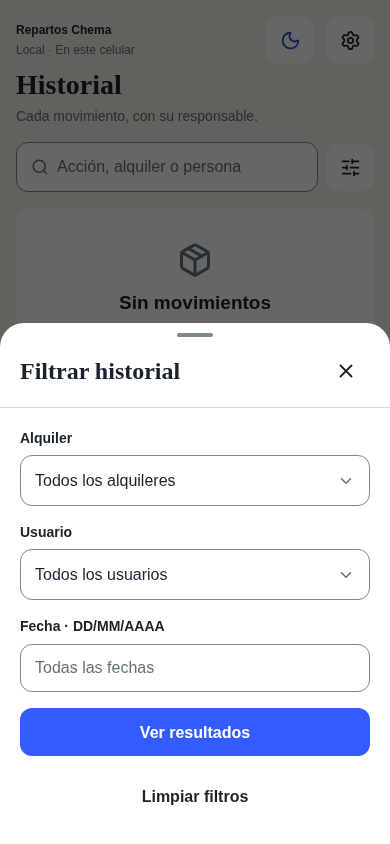 Repartos Chema
Local · En este celular
Historial
Cada movimiento, con su responsable.
Acción, alquiler o persona
Sin movimientos
Filtrar historial
Alquiler
Todos los alquileres
Usuario
Todos los usuarios
Fecha · DD/MM/AAAA
Todas las fechas
Ver resultados
Limpiar filtros